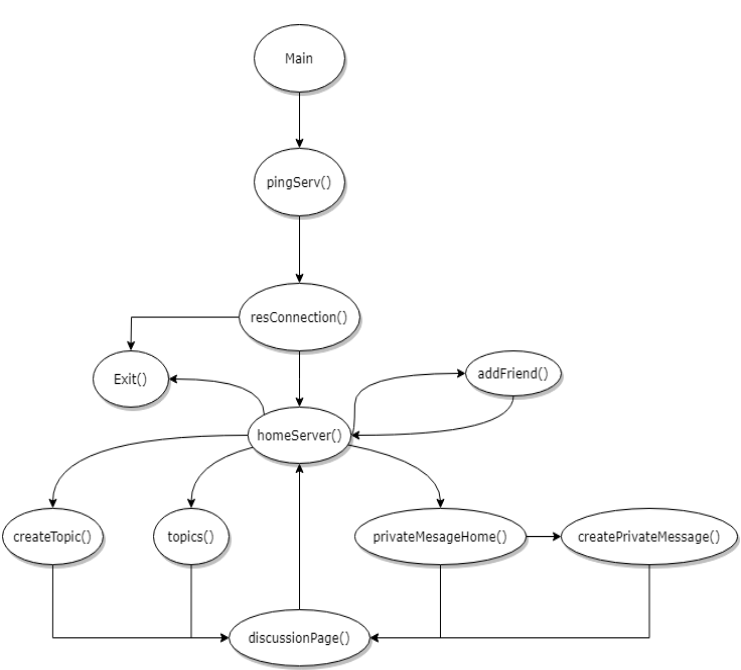 Main
pingServ()
resConnection()
Exit()
addFriend()
homeServer()
createTopic()
topics()
privateMesageHome()
createPrivateMessage()
discussionPage()